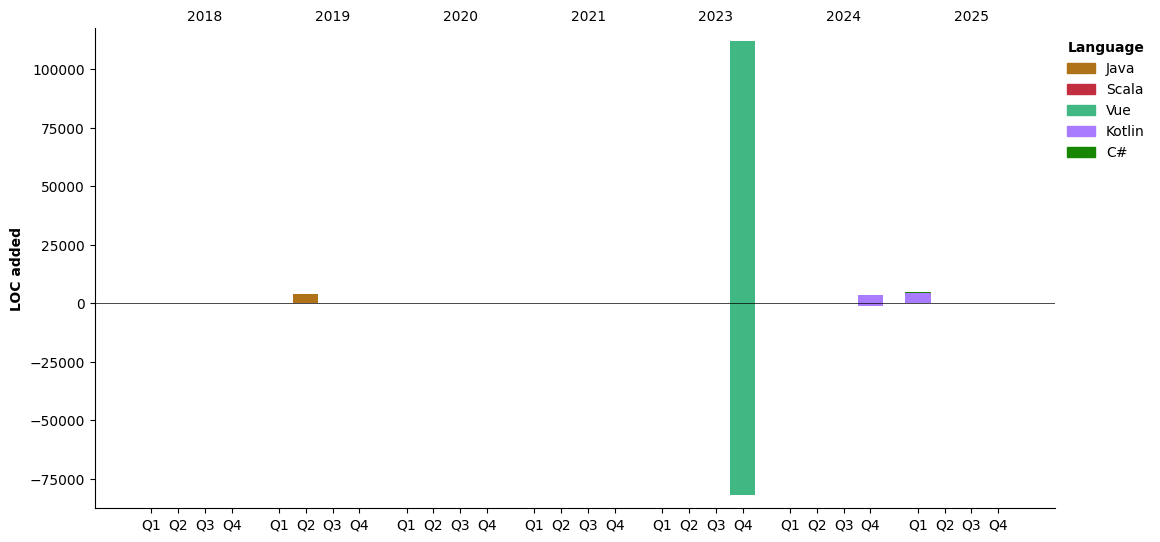 2018 2019 2020 2021 2023 2024 2025
Language
Java
Scala
Vue
Kotlin
C#
LOC added
100000
75000
50000
25000
0
−25000
−50000
−75000
Q1 Q2 Q3 Q4 Q1 Q2 Q3 Q4 Q1 Q2 Q3 Q4 Q1 Q2 Q3 Q4 Q1 Q2 Q3 Q4 Q1 Q2 Q3 Q4 Q1 Q2 Q3 Q4